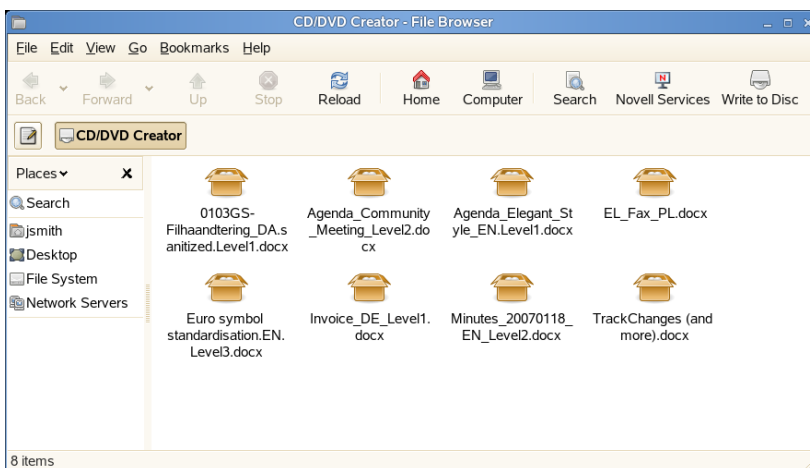 CD/DVD Creator - File Browser
File Edit View Go Bookmarks Help
Back Forward Up Stop Reload Home Computer Search Novell Services Write to Disc
CD/DVD Creator
Places
Search
jsmith
Desktop
File System
Network Servers
0103GS-
Filhaandtering_DA.s
anitized.Level1.docx
Agenda_Community
_Meeting_Level2.do
cx
Agenda_Elegant_St
yle_EN.Level1.docx
EL_Fax_PL.docx
Euro symbol
standardisation.EN.
Level3.docx
Invoice_DE_Level1.
docx
Minutes_20070118_
EN_Level2.docx
TrackChanges (and
more).docx
8 items